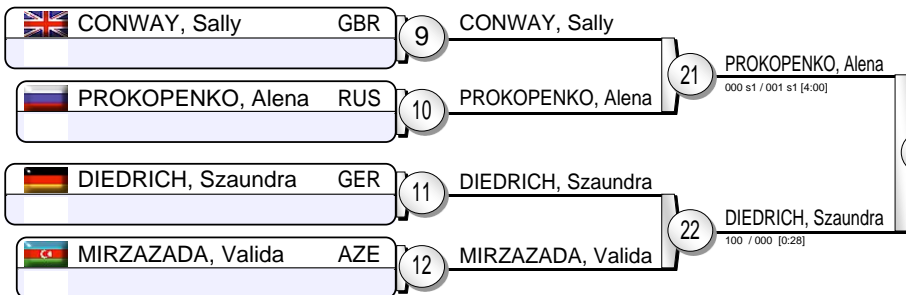 CONWAY, Sally GBR
9
CONWAY, Sally
PROKOPENKO, Alena RUS
10
PROKOPENKO, Alena
21
PROKOPENKO, Alena
000 s1 / 001 s1 [4:00]
DIEDRICH, Szaundra GER
11
DIEDRICH, Szaundra
MIRZAZADA, Valida AZE
12
MIRZAZADA, Valida
22
DIEDRICH, Szaundra
100 / 000 [0:28]